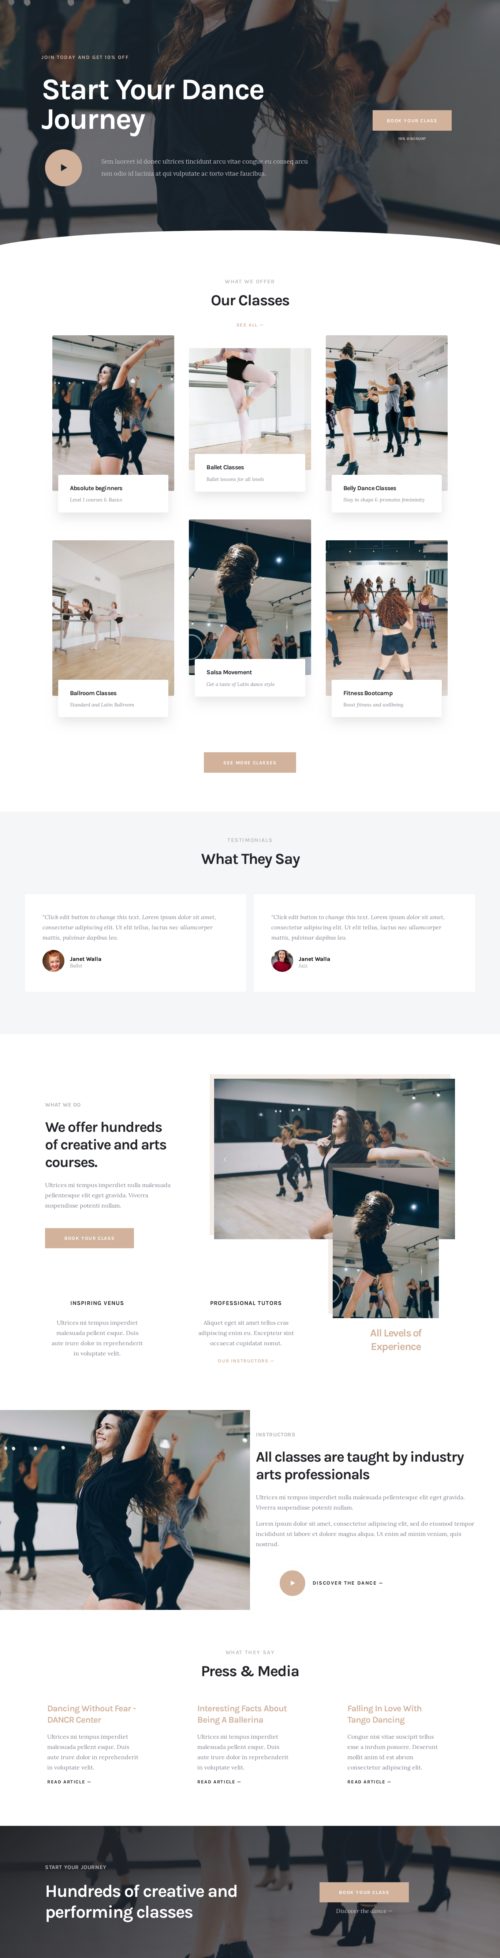 JOIN TODAY AND GET 10% OFF
Start Your Dance
Journey
BOOK YOUR CLASS
10% DISCOUNT
Sem laoreet id donec ultrices tincidunt arcu vitae congue eu conseq arcu
non odio id lacinia at qui vulputate ac torto vitae faucibus.
WHAT WE OFFER
Our Classes
SEE ALL –
Absolute beginners
Level 1 courses & Basics
Ballet Classes
Ballet lessons for all levels
Belly Dance Classes
Stay in shape & promotes femininity
Ballroom Classes
Standard and Latin Ballroom
Salsa Movement
Get a taste of Latin dance style
Fitness Bootcamp
Boost fitness and wellbeing
SEE MORE CLASSES
TESTIMONIALS
What They Say
"Click edit button to change this text. Lorem ipsum dolor sit amet,
consectetur adipiscing elit. Ut elit tellus, luctus nec ullamcorper
mattis, pulvinar dapibus leo.
Janet Walla
Ballet
"Click edit button to change this text. Lorem ipsum dolor sit amet,
consectetur adipiscing elit. Ut elit tellus, luctus nec ullamcorper
mattis, pulvinar dapibus leo.
Janet Walla
Jazz
WHAT WE DO
We offer hundreds
of creative and arts
courses.
Ultrices mi tempus imperdiet nulla malesuada
pellentesque elit eget gravida. Viverra
suspendisse potenti nullam.
BOOK YOUR CLASS
INSPIRING VENUS
Ultrices mi tempus imperdiet
malesuada pellent esque. Duis
aute irure dolor in reprehenderit
in voluptate velit.
PROFESSIONAL TUTORS
Aliquet eget sit amet tellus cras
adipiscing enim eu. Excepteur sint
occaecat cupidatat nonut.
OUR INSTRUCTORS –
All Levels of
Experience
INSTRUCTORS
All classes are taught by industry
arts professionals
Ultrices mi tempus imperdiet nulla malesuada pellentesque elit eget gravida.
Viverra suspendisse potenti nullam.
Lorem ipsum dolor sit amet, consectetur adipiscing elit, sed do eiusmod tempor
incididunt ut labore et dolore magna aliqua. Ut enim ad minim veniam, quis
nostrud.
DISCOVER THE DANCE –
WHAT THEY SAY
Press & Media
Dancing Without Fear -
DANCR Center
Ultrices mi tempus imperdiet
malesuada pellent esque. Duis
aute irure dolor in reprehenderit
in voluptate velit.
READ ARTICLE –
Interesting Facts About
Being A Ballerina
Ultrices mi tempus imperdiet
malesuada pellent esque. Duis
aute irure dolor in reprehenderit
in voluptate velit.
READ ARTICLE –
Falling In Love With
Tango Dancing
Congue nisi vitae suscipit tellus
esse a nirdum posuere. Deserunt
mollit anim id est abrum
consectetur adipiscing elit.
READ ARTICLE –
START YOUR JOURNEY
Hundreds of creative and
performing classes
BOOK YOUR CLASS
Discover the dance –